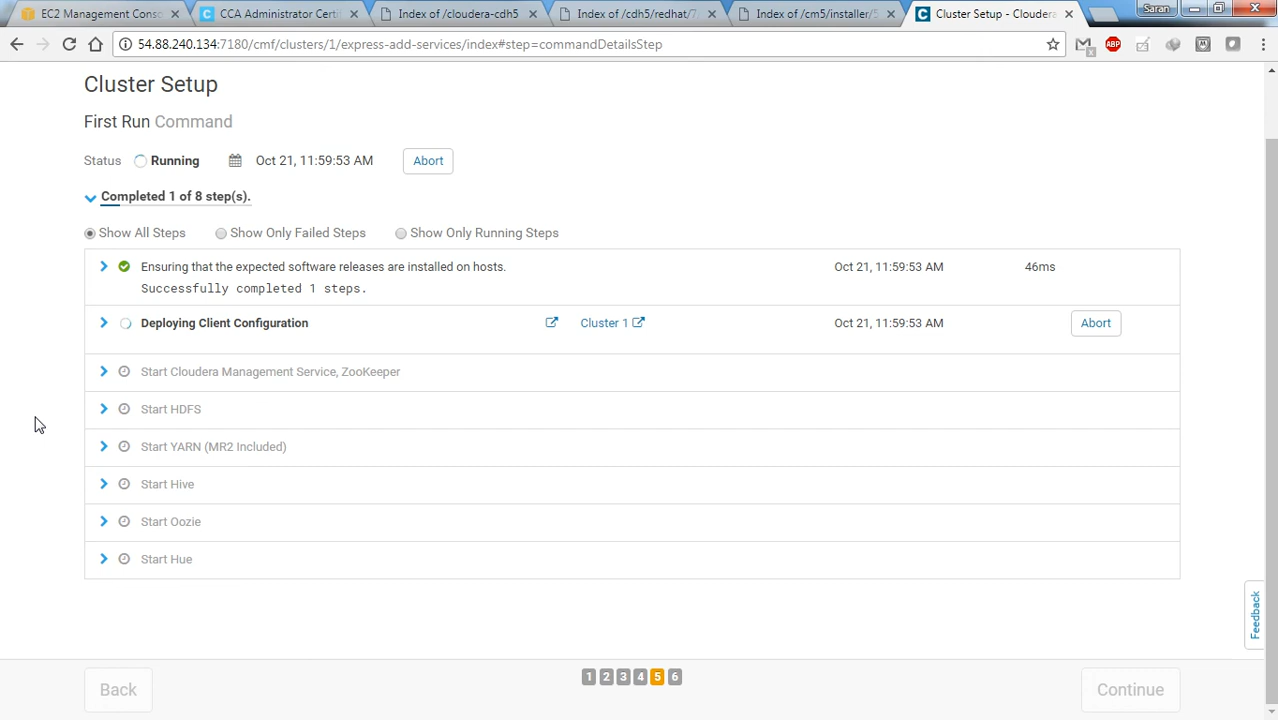 EC2 Management Conso
CCA Administrator Certi
Index of /cloudera-cdh5
Index of /cdh5/redhat/7
Index of /cm5/installer/5
Cluster Setup - Cloudera
Saran
54.88.240.134:7180/cmf/clusters/1/express-add-services/index#step=commandDetailsStep
ABP
Cluster Setup
First Run Command
Status Running Oct 21, 11:59:53 AM Abort
Completed 1 of 8 step(s).
Show All Steps Show Only Failed Steps Show Only Running Steps
Ensuring that the expected software releases are installed on hosts. Oct 21, 11:59:53 AM 46ms
Successfully completed 1 steps.
Deploying Client Configuration Cluster 1 Oct 21, 11:59:53 AM Abort
Start Cloudera Management Service, ZooKeeper
Start HDFS
Start YARN (MR2 Included)
Start Hive
Start Oozie
Start Hue
Feedback
Back 1 2 3 4 5 6 Continue